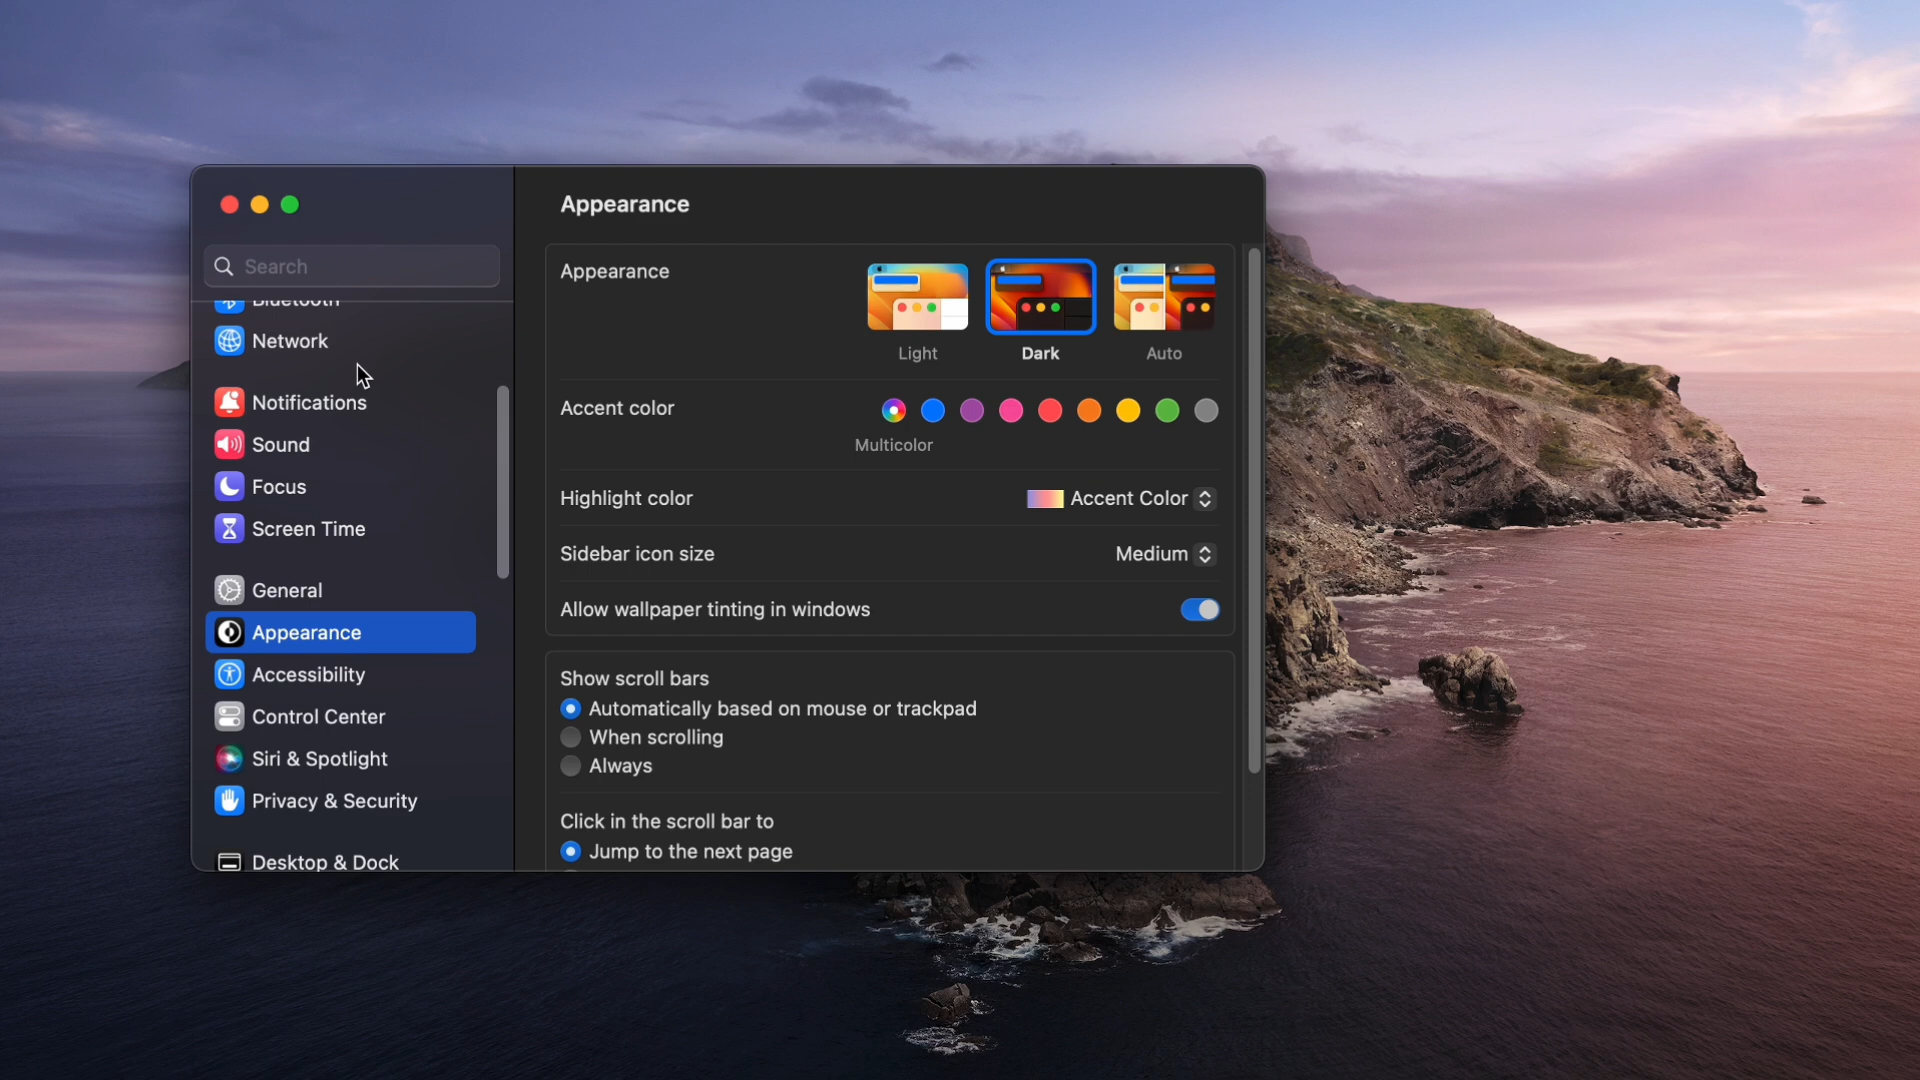 Appearance
Search
Bluetooth
Network
Notifications
Sound
Focus
Screen Time
General
Appearance
Accessibility
Control Center
Siri & Spotlight
Privacy & Security
Desktop & Dock
Appearance
Light
Dark
Auto
Accent color
Multicolor
Highlight color
Accent Color
Sidebar icon size
Medium
Allow wallpaper tinting in windows
Show scroll bars
Automatically based on mouse or trackpad
When scrolling
Always
Click in the scroll bar to
Jump to the next page